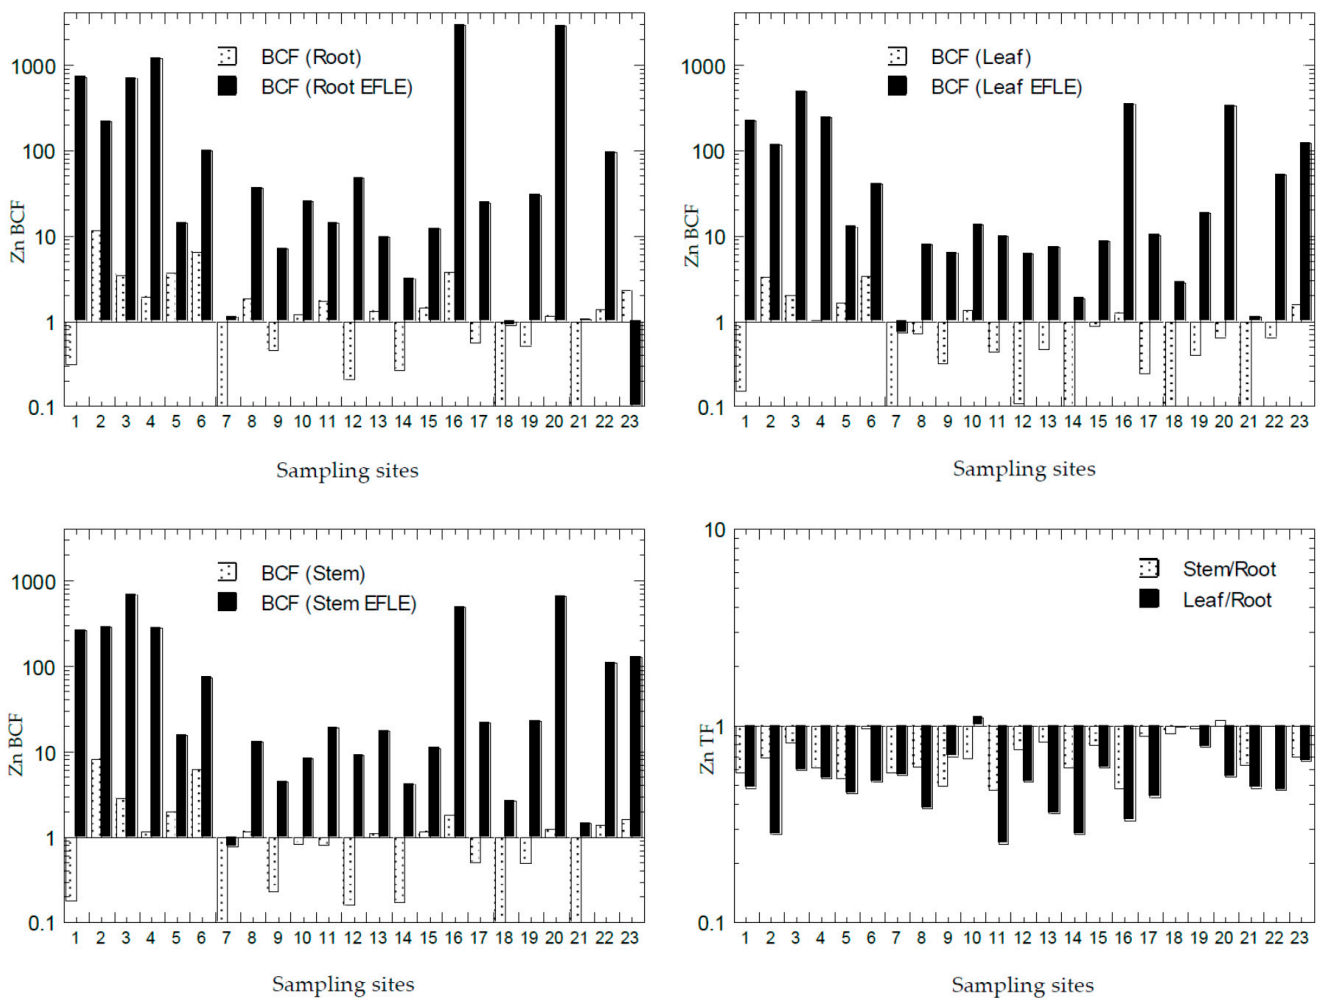 BCF (Root)
BCF (Root EFLE)
1000
100
10
1
0.1
Zn BCF
1 2 3 4 5 6 7 8 9 10 11 12 13 14 15 16 17 18 19 20 21 22 23
Sampling sites
BCF (Leaf)
BCF (Leaf EFLE)
1000
100
10
1
0.1
Zn BCF
1 2 3 4 5 6 7 8 9 10 11 12 13 14 15 16 17 18 19 20 21 22 23
Sampling sites
BCF (Stem)
BCF (Stem EFLE)
1000
100
10
1
0.1
Zn BCF
1 2 3 4 5 6 7 8 9 10 11 12 13 14 15 16 17 18 19 20 21 22 23
Sampling sites
10
Stem/Root
Leaf/Root
1
0.1
Zn TF
1 2 3 4 5 6 7 8 9 10 11 12 13 14 15 16 17 18 19 20 21 22 23
Sampling sites